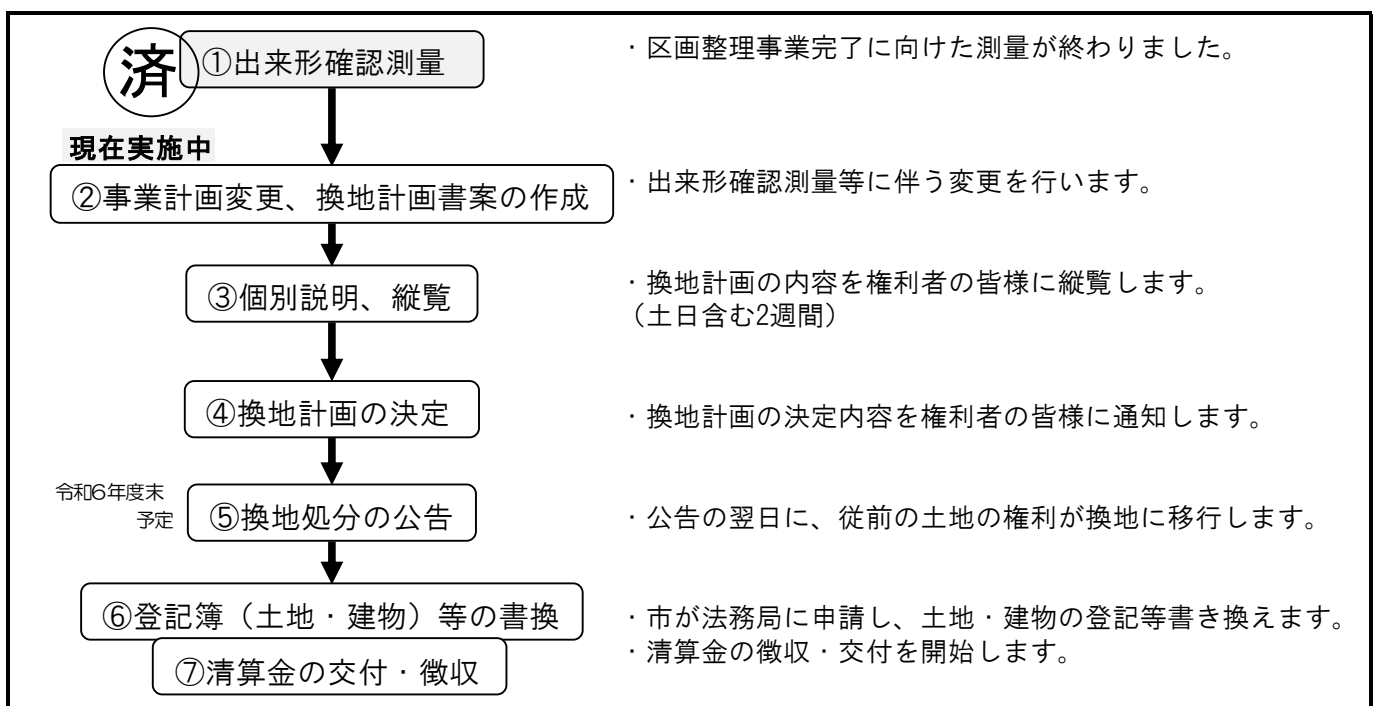 済
①出来形確認測量
・区画整理事業完了に向けた測量が終わりました。
現在実施中
②事業計画変更、換地計画書案の作成
・出来形確認測量等に伴う変更を行います。
③個別説明、縦覧
・換地計画の内容を権利者の皆様に縦覧します。
（土日含む2週間）
④換地計画の決定
・換地計画の決定内容を権利者の皆様に通知します。
令和6年度末
予定
⑤換地処分の公告
・公告の翌日に、従前の土地の権利が換地に移行します。
⑥登記簿（土地・建物）等の書換
・市が法務局に申請し、土地・建物の登記等書き換えます。
⑦清算金の交付・徴収
・清算金の徴収・交付を開始します。